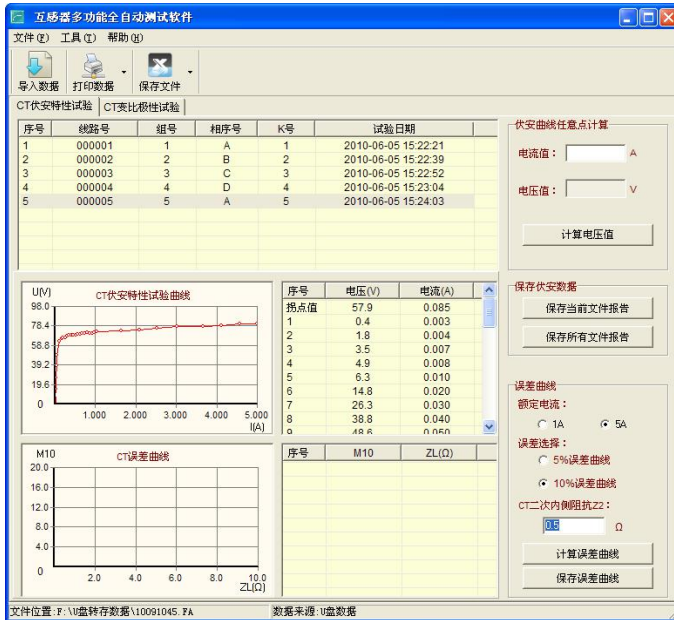 互感器多功能全自动测试软件
文件(F) 工具(T) 帮助(H)
导入数据 打印数据 保存文件
CT伏安特性试验 CT变比极性试验
序号 线路号 组号 相序号 K号 试验日期
1 000001 1 A 1 2010-06-05 15:22:21
2 000002 2 B 2 2010-06-05 15:22:39
3 000003 3 C 3 2010-06-05 15:22:52
4 000004 4 D 4 2010-06-05 15:23:04
5 000005 5 A 5 2010-06-05 15:24:03
伏安曲线任意点计算
电流值： A
电压值： V
计算电压值
U(V) CT伏安特性试验曲线
98.0
78.4
58.8
39.2
19.6
0
1.000 2.000 3.000 4.000 5.000
I(A)
序号 电压(V) 电流(A)
拐点值 57.9 0.085
1 0.4 0.003
2 1.8 0.004
3 3.5 0.007
4 4.9 0.008
5 6.3 0.010
6 14.8 0.020
7 26.3 0.030
8 38.8 0.040
9 48.6 0.050
保存伏安数据
保存当前文件报告
保存所有文件报告
M10 CT误差曲线
20.0
16.0
12.0
8.0
4.0
0
2.0 4.0 6.0 8.0 10.0
ZL(Ω)
序号 M10 ZL(Ω)
误差曲线
额定电流：
1A 5A
误差选择：
5%误差曲线
10%误差曲线
CT二次内侧阻抗Z2：
0.5 Ω
计算误差曲线
保存误差曲线
文件位置:F:\U盘转存数据\10091045.FA 数据来源:U盘数据